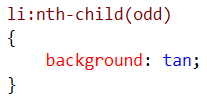 li:nth-child(odd)
{
    background: tan;
}